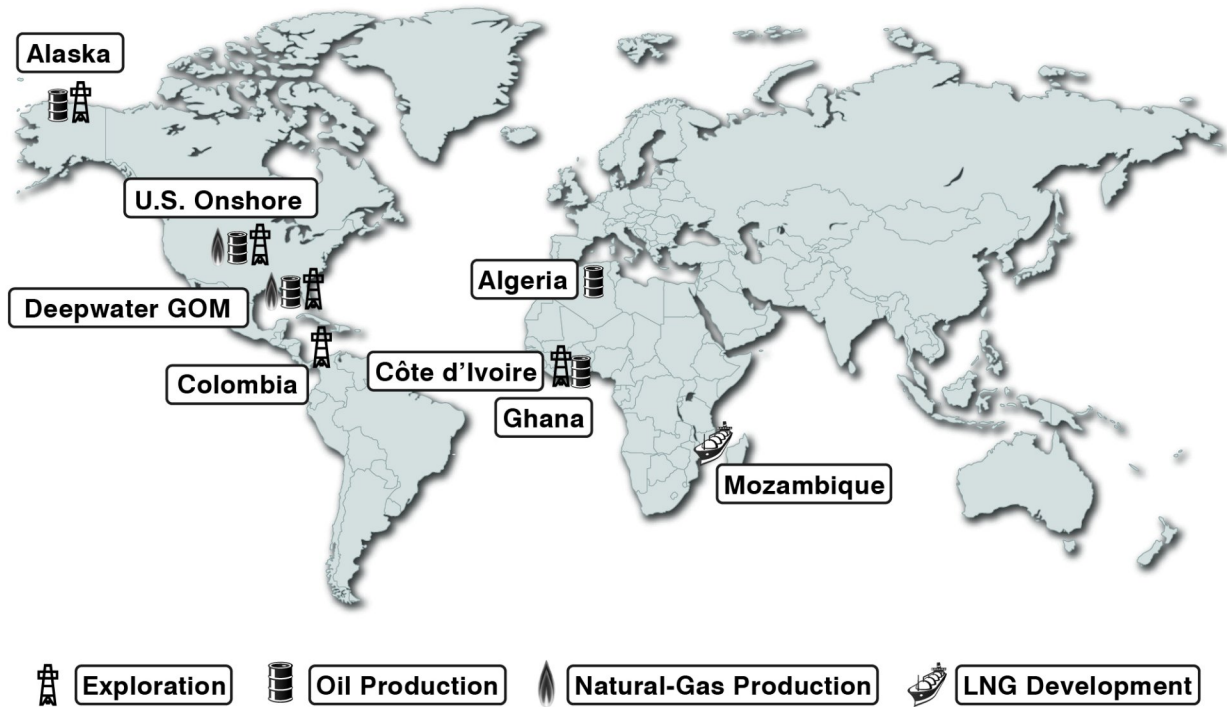 Alaska
U.S. Onshore
Deepwater GOM
Colombia
Algeria
Côte d’Ivoire
Ghana
Mozambique
Exploration
Oil Production
Natural-Gas Production
LNG Development